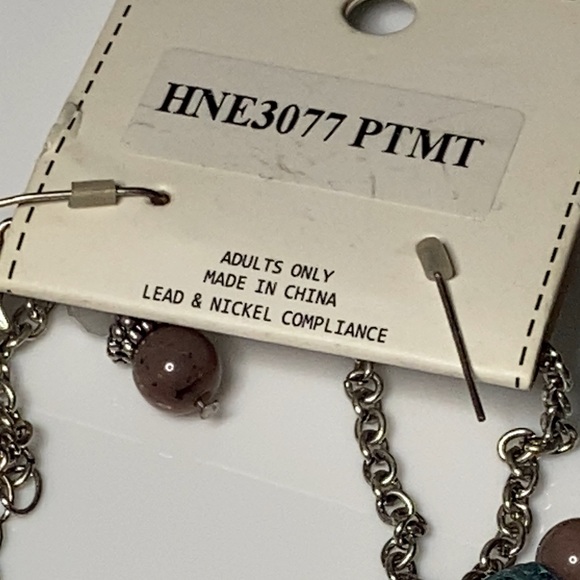 HNE3077 PTMT
ADULTS ONLY
MADE IN CHINA
LEAD & NICKEL COMPLIANCE